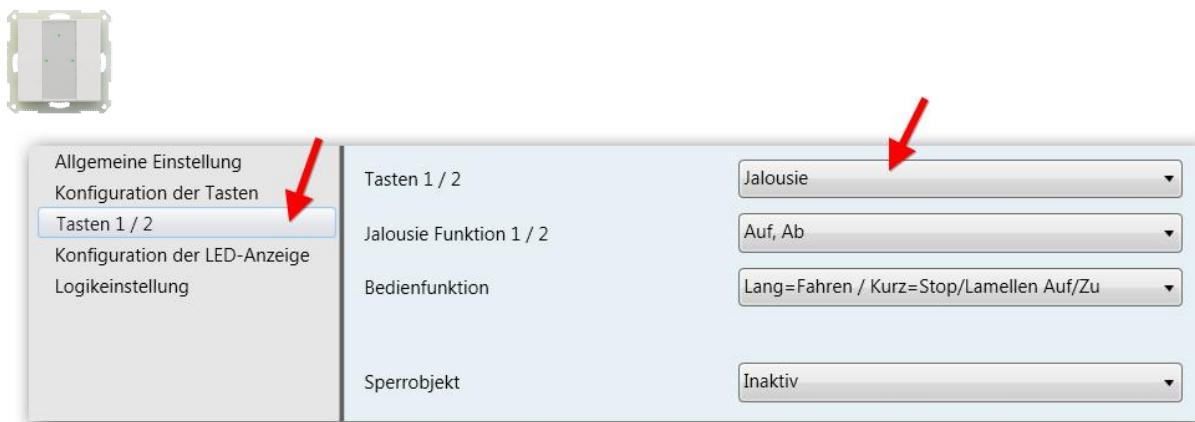 Allgemeine Einstellung
Konfiguration der Tasten
Tasten 1 / 2
Konfiguration der LED-Anzeige
Logikeinstellung
Tasten 1 / 2
Jalousie
Jalousie Funktion 1 / 2
Auf, Ab
Bedienfunktion
Lang=Fahren / Kurz=Stop/Lamellen Auf/Zu
Sperrobjekt
Inaktiv